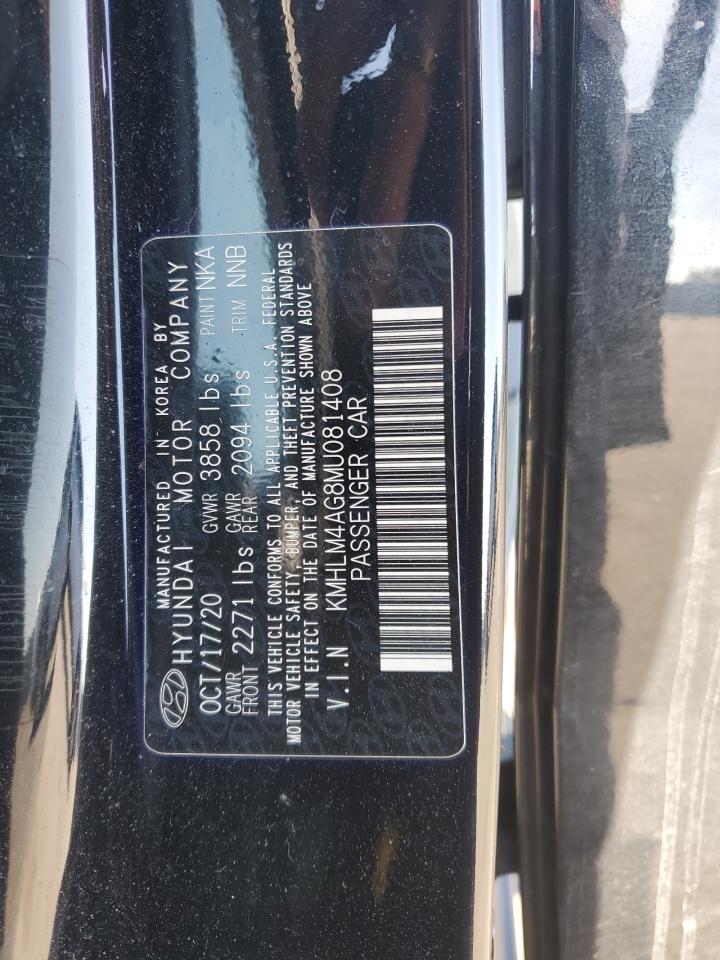 MANUFACTURED IN KOREA BY
HYUNDAI MOTOR COMPANY
OCT/17/20 GVWR 3858 lbs PAINT NKA
GAWR FRONT 2271 lbs GAWR REAR 2094 lbs TRIM NNB
THIS VEHICLE CONFORMS TO ALL APPLICABLE U.S.A. FEDERAL
MOTOR VEHICLE SAFETY, BUMPER, AND THEFT PREVENTION STANDARDS
IN EFFECT ON THE DATE OF MANUFACTURE SHOWN ABOVE
V.I.N KMHLM4AG8MU081408
PASSENGER CAR